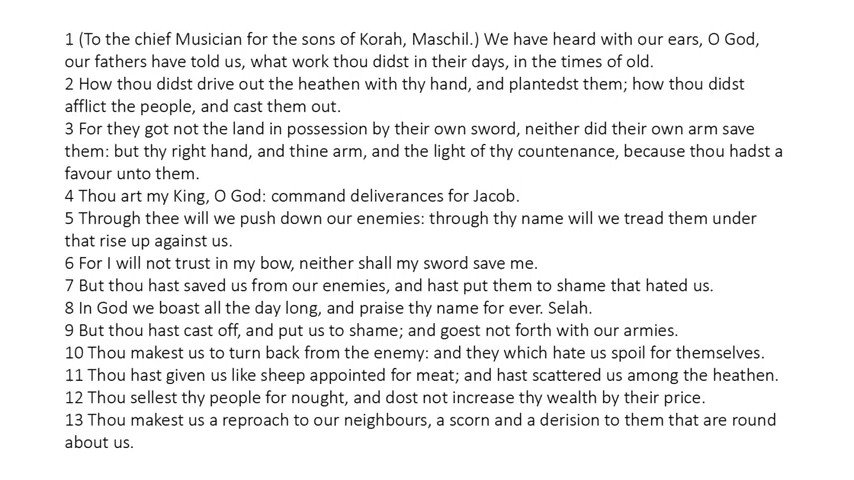 1 (To the chief Musician for the sons of Korah, Maschil.) We have heard with our ears, O God,
our fathers have told us, what work thou didst in their days, in the times of old.
2 How thou didst drive out the heathen with thy hand, and plantedst them; how thou didst
afflict the people, and cast them out.
3 For they got not the land in possession by their own sword, neither did their own arm save
them: but thy right hand, and thine arm, and the light of thy countenance, because thou hadst a
favour unto them.
4 Thou art my King, O God: command deliverances for Jacob.
5 Through thee will we push down our enemies: through thy name will we tread them under
that rise up against us.
6 For I will not trust in my bow, neither shall my sword save me.
7 But thou hast saved us from our enemies, and hast put them to shame that hated us.
8 In God we boast all the day long, and praise thy name for ever. Selah.
9 But thou hast cast off, and put us to shame; and goest not forth with our armies.
10 Thou makest us to turn back from the enemy: and they which hate us spoil for themselves.
11 Thou hast given us like sheep appointed for meat; and hast scattered us among the heathen.
12 Thou sellest thy people for nought, and dost not increase thy wealth by their price.
13 Thou makest us a reproach to our neighbours, a scorn and a derision to them that are round
about us.